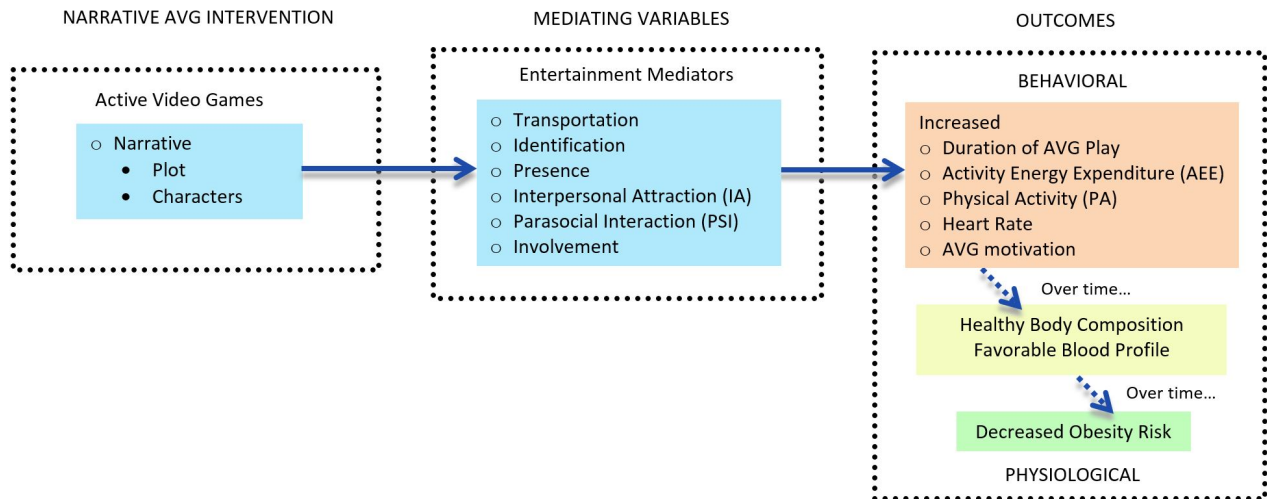 NARRATIVE AVG INTERVENTION
Active Video Games
○ Narrative
• Plot
• Characters
MEDIATING VARIABLES
Entertainment Mediators
○ Transportation
○ Identification
○ Presence
○ Interpersonal Attraction (IA)
○ Parasocial Interaction (PSI)
○ Involvement
OUTCOMES
BEHAVIORAL
Increased
○ Duration of AVG Play
○ Activity Energy Expenditure (AEE)
○ Physical Activity (PA)
○ Heart Rate
○ AVG motivation
Over time...
Healthy Body Composition
Favorable Blood Profile
Over time...
Decreased Obesity Risk
PHYSIOLOGICAL